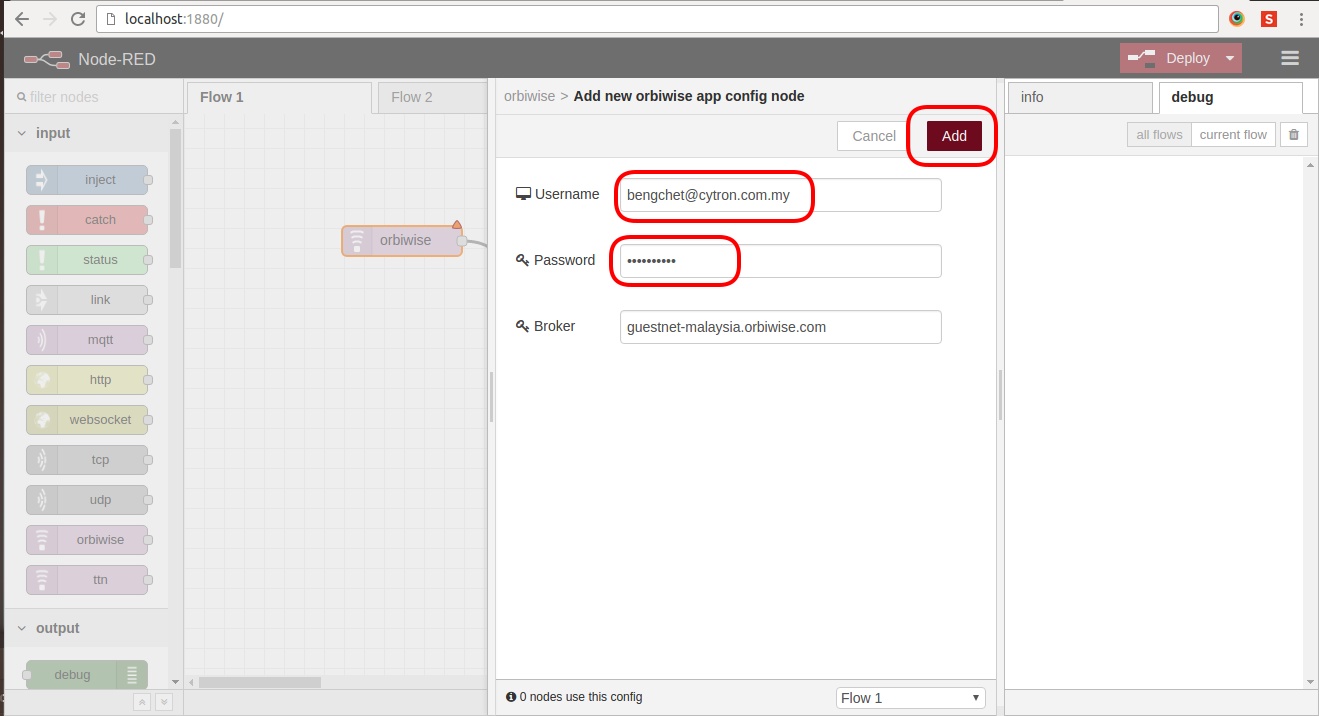 localhost:1880/
S
Node-RED
Deploy
filter nodes
input
inject
catch
status
link
mqtt
http
websocket
tcp
udp
orbiwise
ttn
output
debug
Flow 1
Flow 2
orbiwise
orbiwise > Add new orbiwise app config node
Cancel
Add
Username
bengchet@cytron.com.my
Password
••••••••••
Broker
guestnet-malaysia.orbiwise.com
0 nodes use this config
Flow 1
info
debug
all flows
current flow